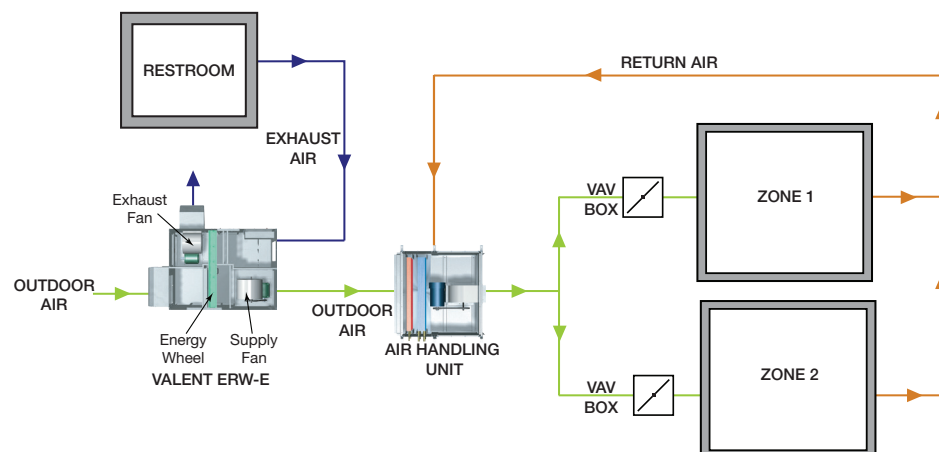 RESTROOM
RETURN AIR
EXHAUST
AIR
Exhaust
Fan
VAV
BOX
ZONE 1
OUTDOOR
AIR
OUTDOOR
AIR
Energy
Wheel
Supply
Fan
VALENT ERW-E
AIR HANDLING
UNIT
VAV
BOX
ZONE 2